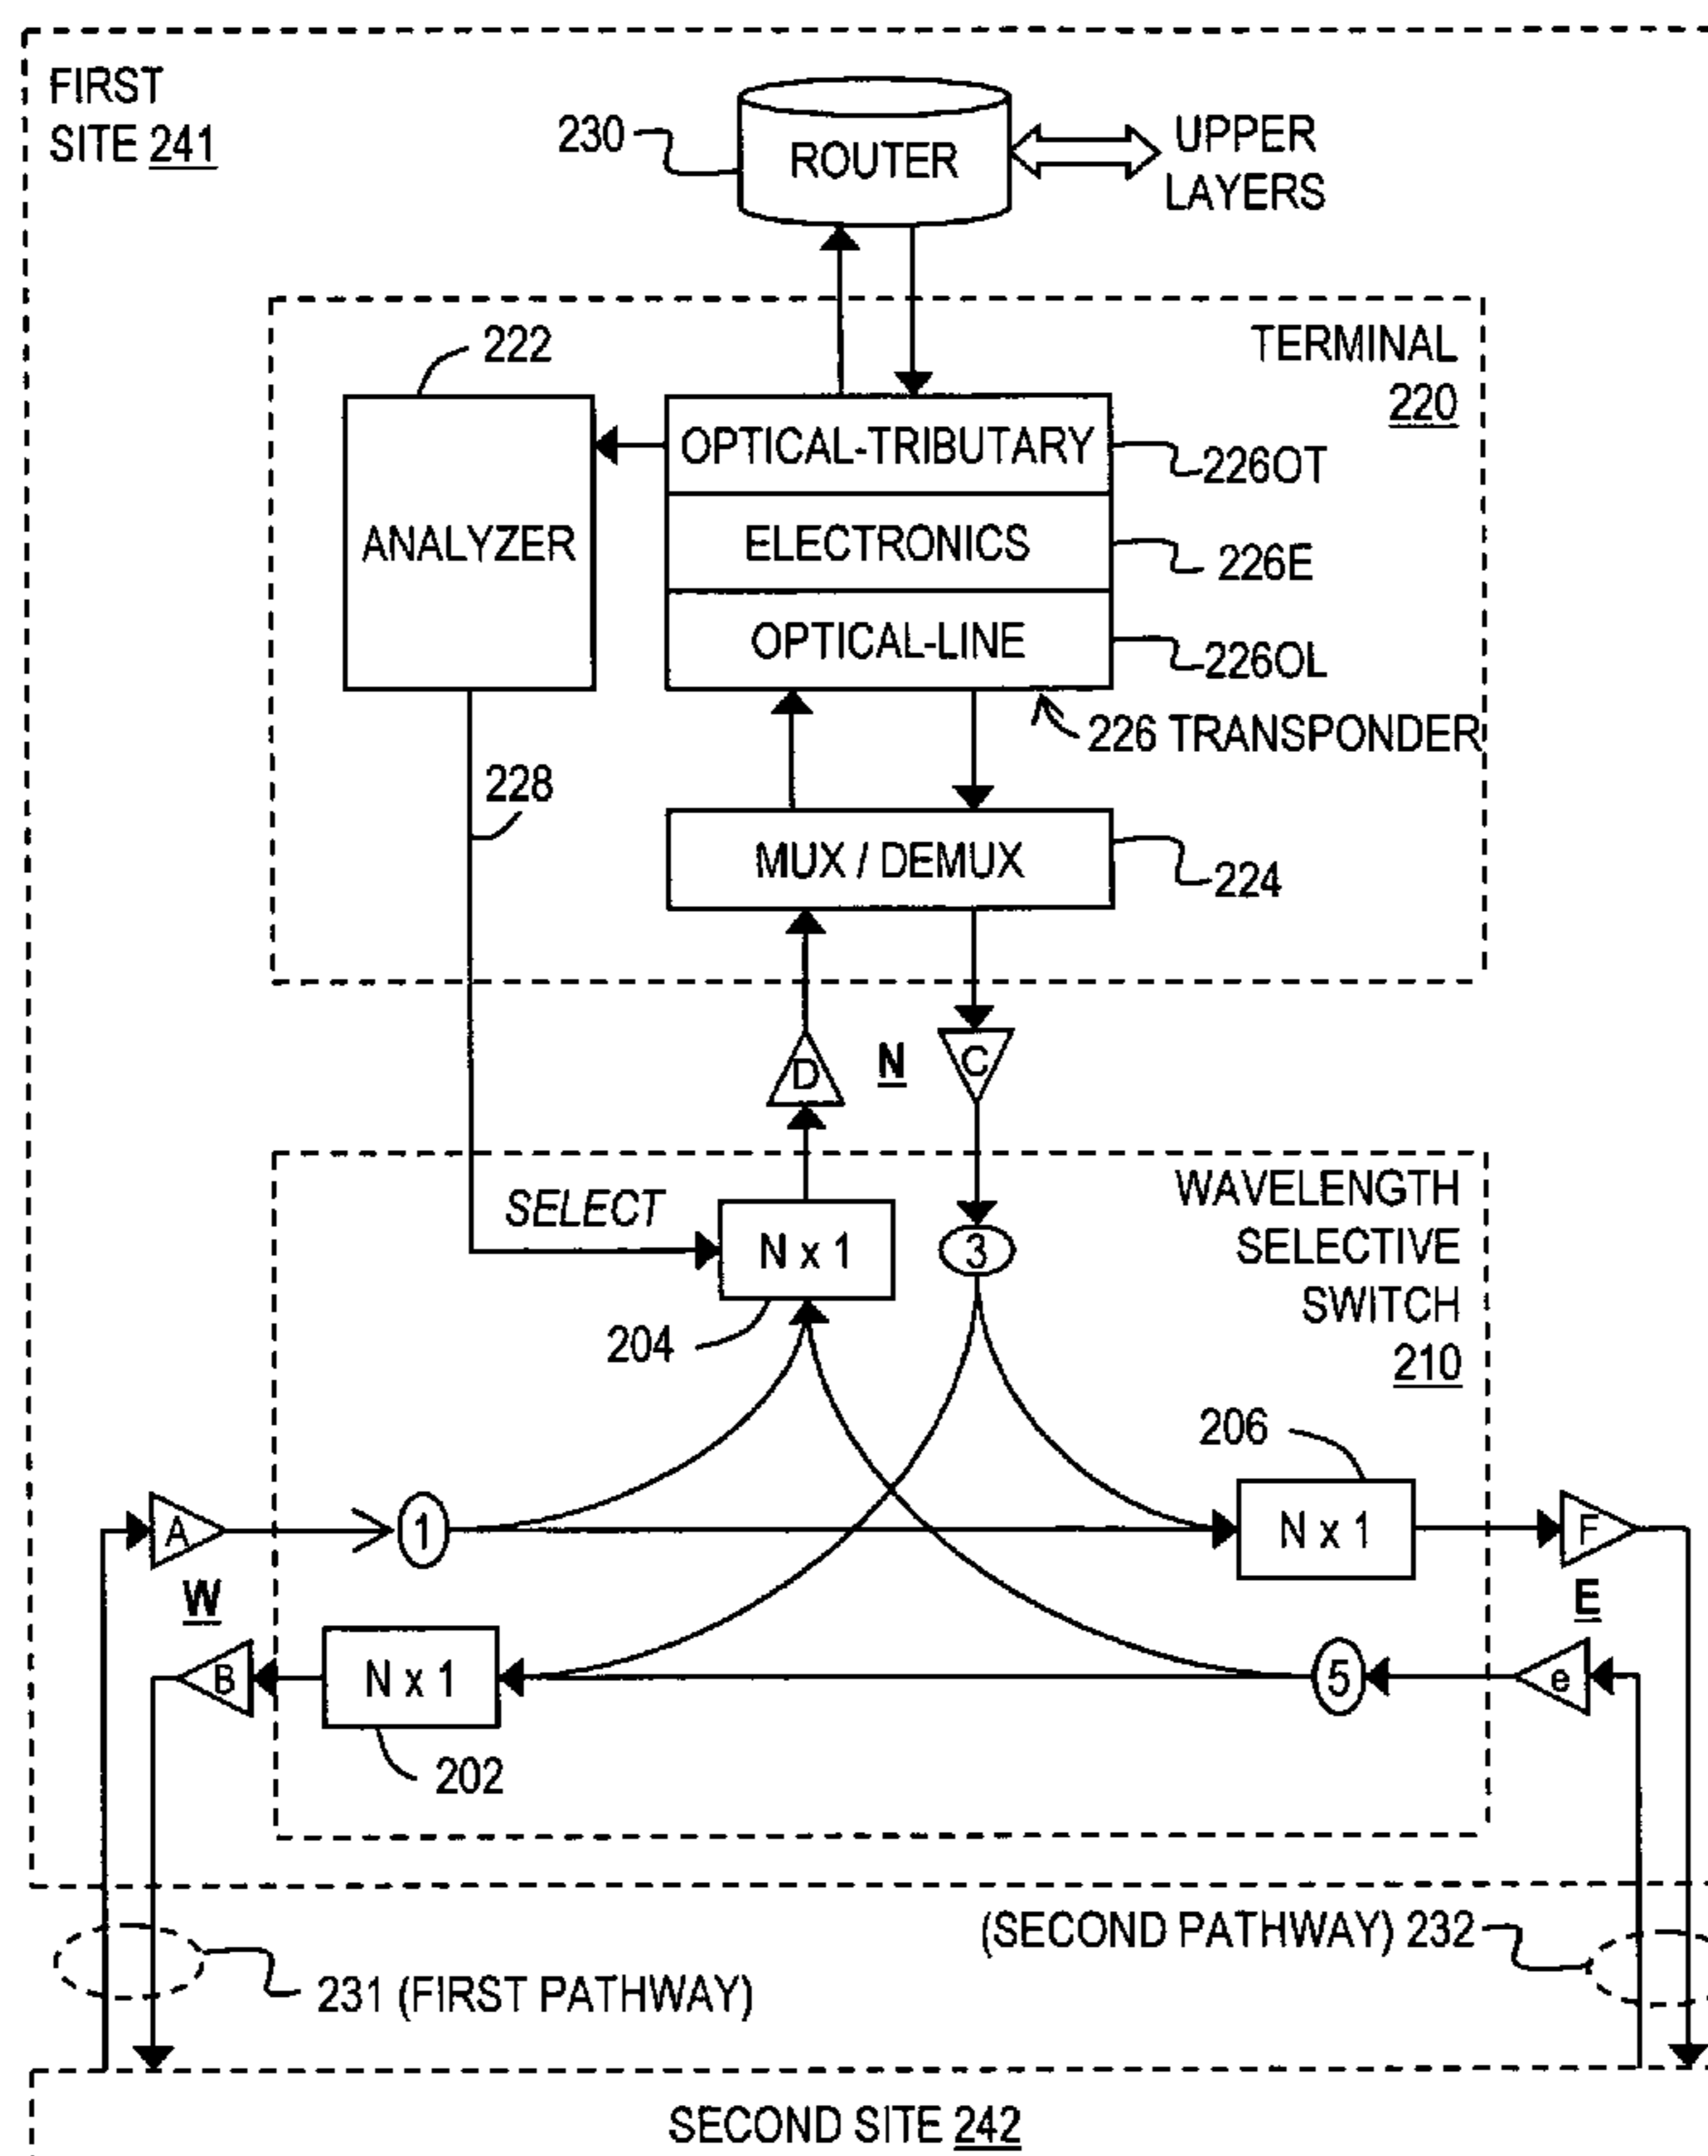 FIRST
SITE 241
230
ROUTER
UPPER
LAYERS
TERMINAL
220
222
ANALYZER
OPTICAL-TRIBUTARY
226OT
ELECTRONICS
226E
OPTICAL-LINE
226OL
226 TRANSPONDER
228
MUX / DEMUX
224
D
N
C
WAVELENGTH
SELECTIVE
SWITCH
210
SELECT
N x 1
3
204
206
A
1
N x 1
F
W
E
B
N x 1
5
e
202
(SECOND PATHWAY) 232
231 (FIRST PATHWAY)
SECOND SITE 242